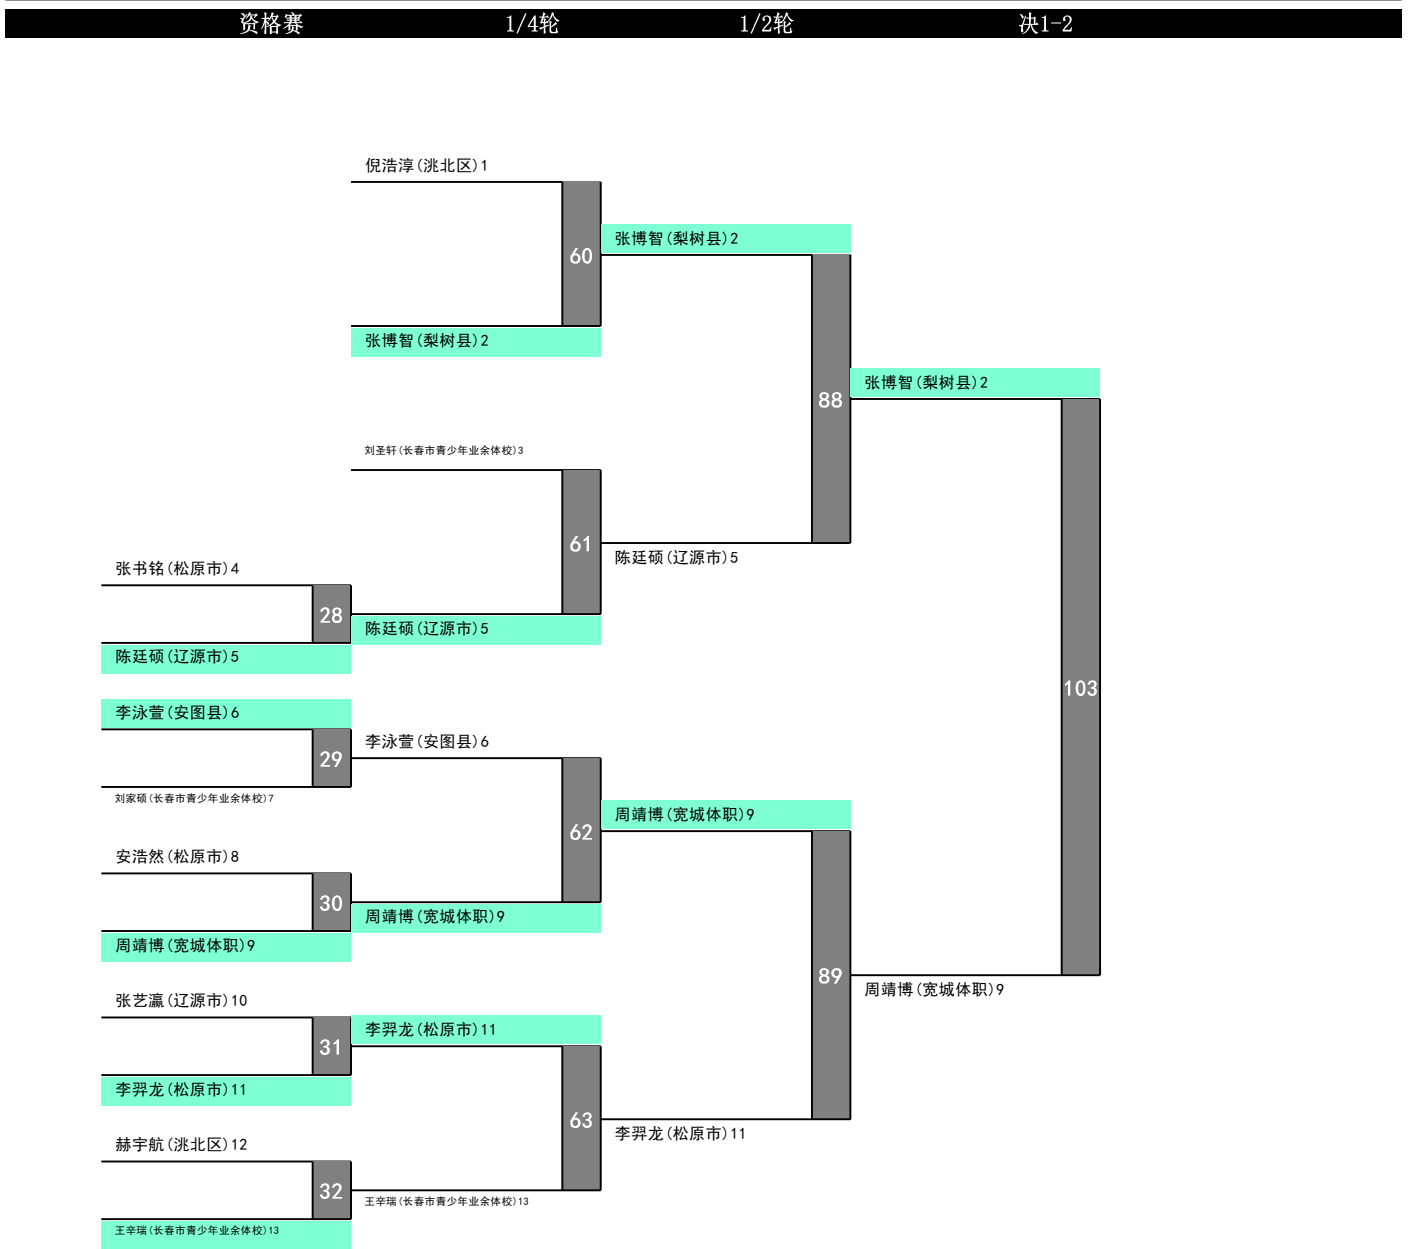 资格赛 1/4轮 1/2轮 决1-2
倪浩淳(洮北区)1
张博智(梨树县)2
60
张博智(梨树县)2
张博智(梨树县)2
88
刘圣轩(长春市青少年业余体校)3
61
陈廷硕(辽源市)5
张书铭(松原市)4
28
陈廷硕(辽源市)5
陈廷硕(辽源市)5
103
李泳萱(安图县)6
29
李泳萱(安图县)6
刘家硕(长春市青少年业余体校)7
周靖博(宽城体职)9
62
安浩然(松原市)8
30
周靖博(宽城体职)9
周靖博(宽城体职)9
89
周靖博(宽城体职)9
张艺瀛(辽源市)10
31
李羿龙(松原市)11
李羿龙(松原市)11
63
李羿龙(松原市)11
赫宇航(洮北区)12
32
王辛瑞(长春市青少年业余体校)13
王辛瑞(长春市青少年业余体校)13